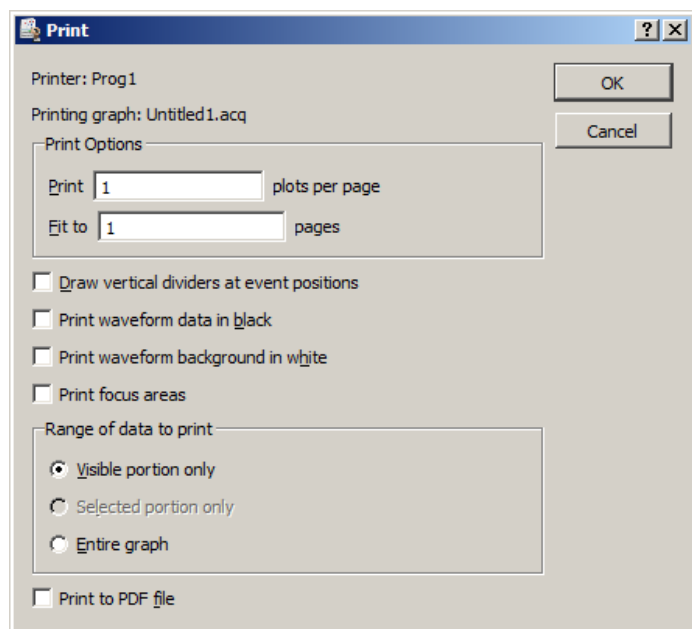 Print
Printer: Prog1
OK
Printing graph: Untitled1.acq
Cancel
Print Options
Print 1 plots per page
Fit to 1 pages
Draw vertical dividers at event positions
Print waveform data in black
Print waveform background in white
Print focus areas
Range of data to print
Visible portion only
Selected portion only
Entire graph
Print to PDF file